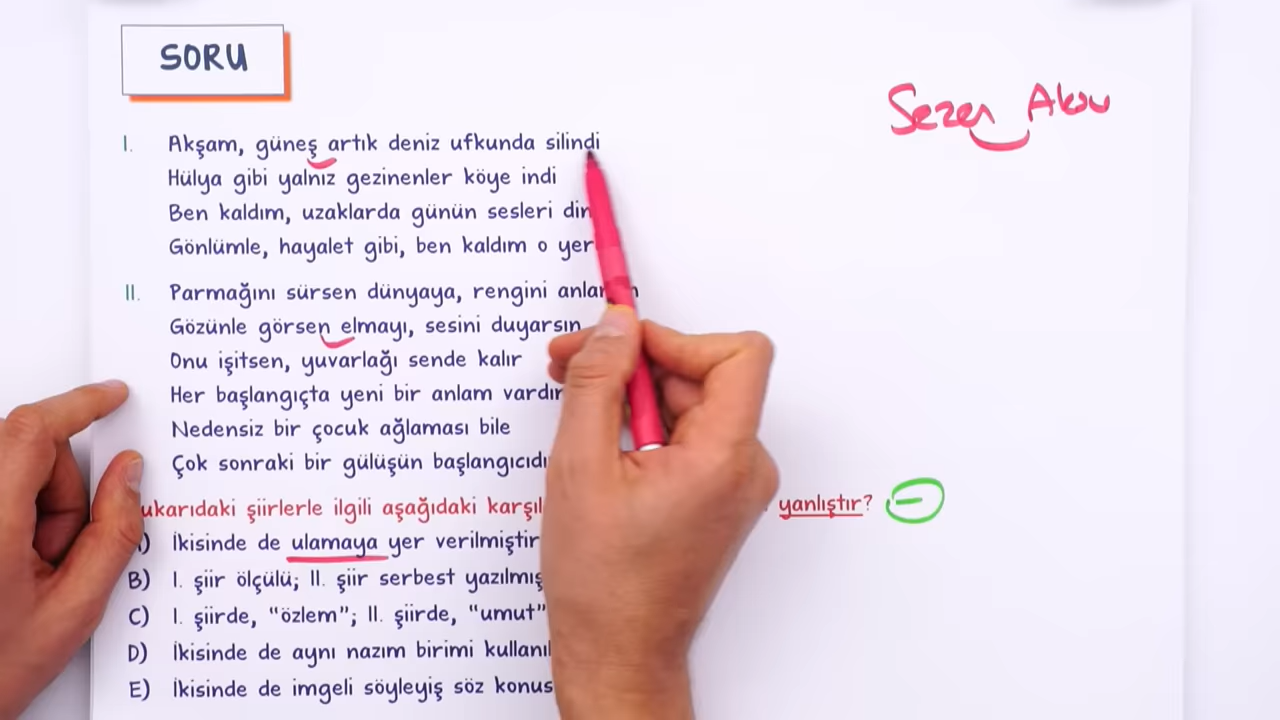 SORU
Sezen Aksu
I. Akşam, güneş artık deniz ufkunda silindi
Hülya gibi yalnız gezinenler köye indi
Ben kaldım, uzaklarda günün sesleri din
Gönlümle, hayalet gibi, ben kaldım o yer
II. Parmağını sürsen dünyaya, rengini anlar
Gözünle görsen elmayı, sesini duyarsın
Onu işitsen, yuvarlağı sende kalır
Her başlangıçta yeni bir anlam vardır
Nedensiz bir çocuk ağlaması bile
Çok sonraki bir gülüşün başlangıcıdı
ukarıdaki şiirlerle ilgili aşağıdaki karşıl yanlıştır? –
A) İkisinde de ulamaya yer verilmiştir
B) I. şiir ölçülü; II. şiir serbest yazılmış
C) I. şiirde, "özlem"; II. şiirde, "umut"
D) İkisinde de aynı nazım birimi kullanıl
E) İkisinde de imgeli söyleyiş söz konus